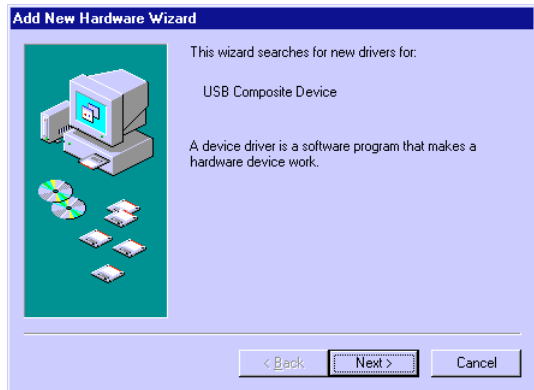 Add New Hardware Wizard
This wizard searches for new drivers for:
USB Composite Device
A device driver is a software program that makes a
hardware device work.
< Back
Next >
Cancel